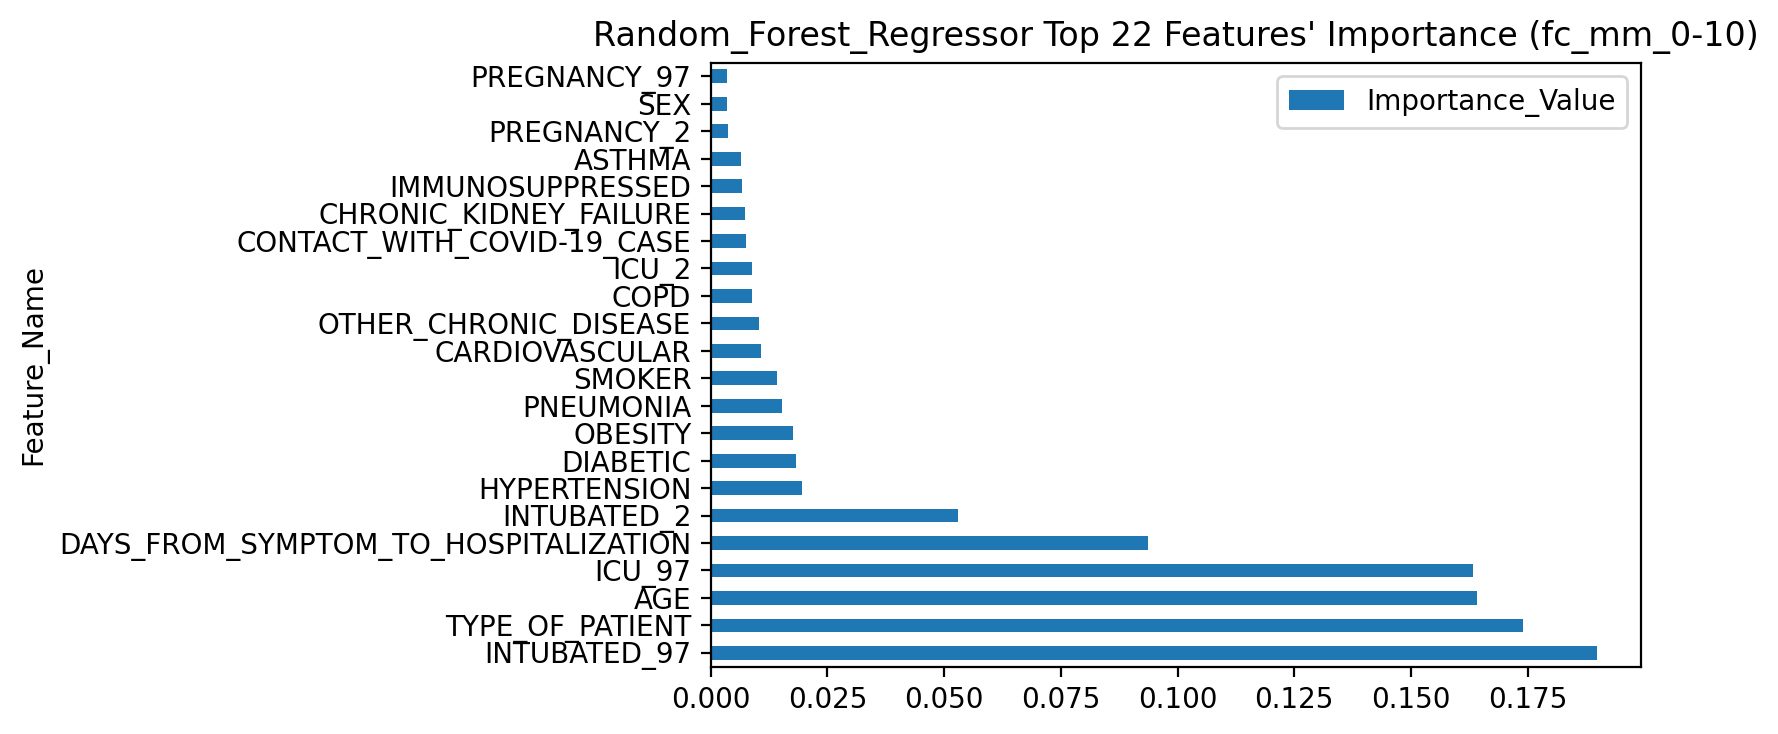 Random_Forest_Regressor Top 22 Features' Importance (fc_mm_0-10)
Importance_Value
Feature_Name
PREGNANCY_97
SEX
PREGNANCY_2
ASTHMA
IMMUNOSUPPRESSED
CHRONIC_KIDNEY_FAILURE
CONTACT_WITH_COVID-19_CASE
ICU_2
COPD
OTHER_CHRONIC_DISEASE
CARDIOVASCULAR
SMOKER
PNEUMONIA
OBESITY
DIABETIC
HYPERTENSION
INTUBATED_2
DAYS_FROM_SYMPTOM_TO_HOSPITALIZATION
ICU_97
AGE
TYPE_OF_PATIENT
INTUBATED_97
0.000 0.025 0.050 0.075 0.100 0.125 0.150 0.175